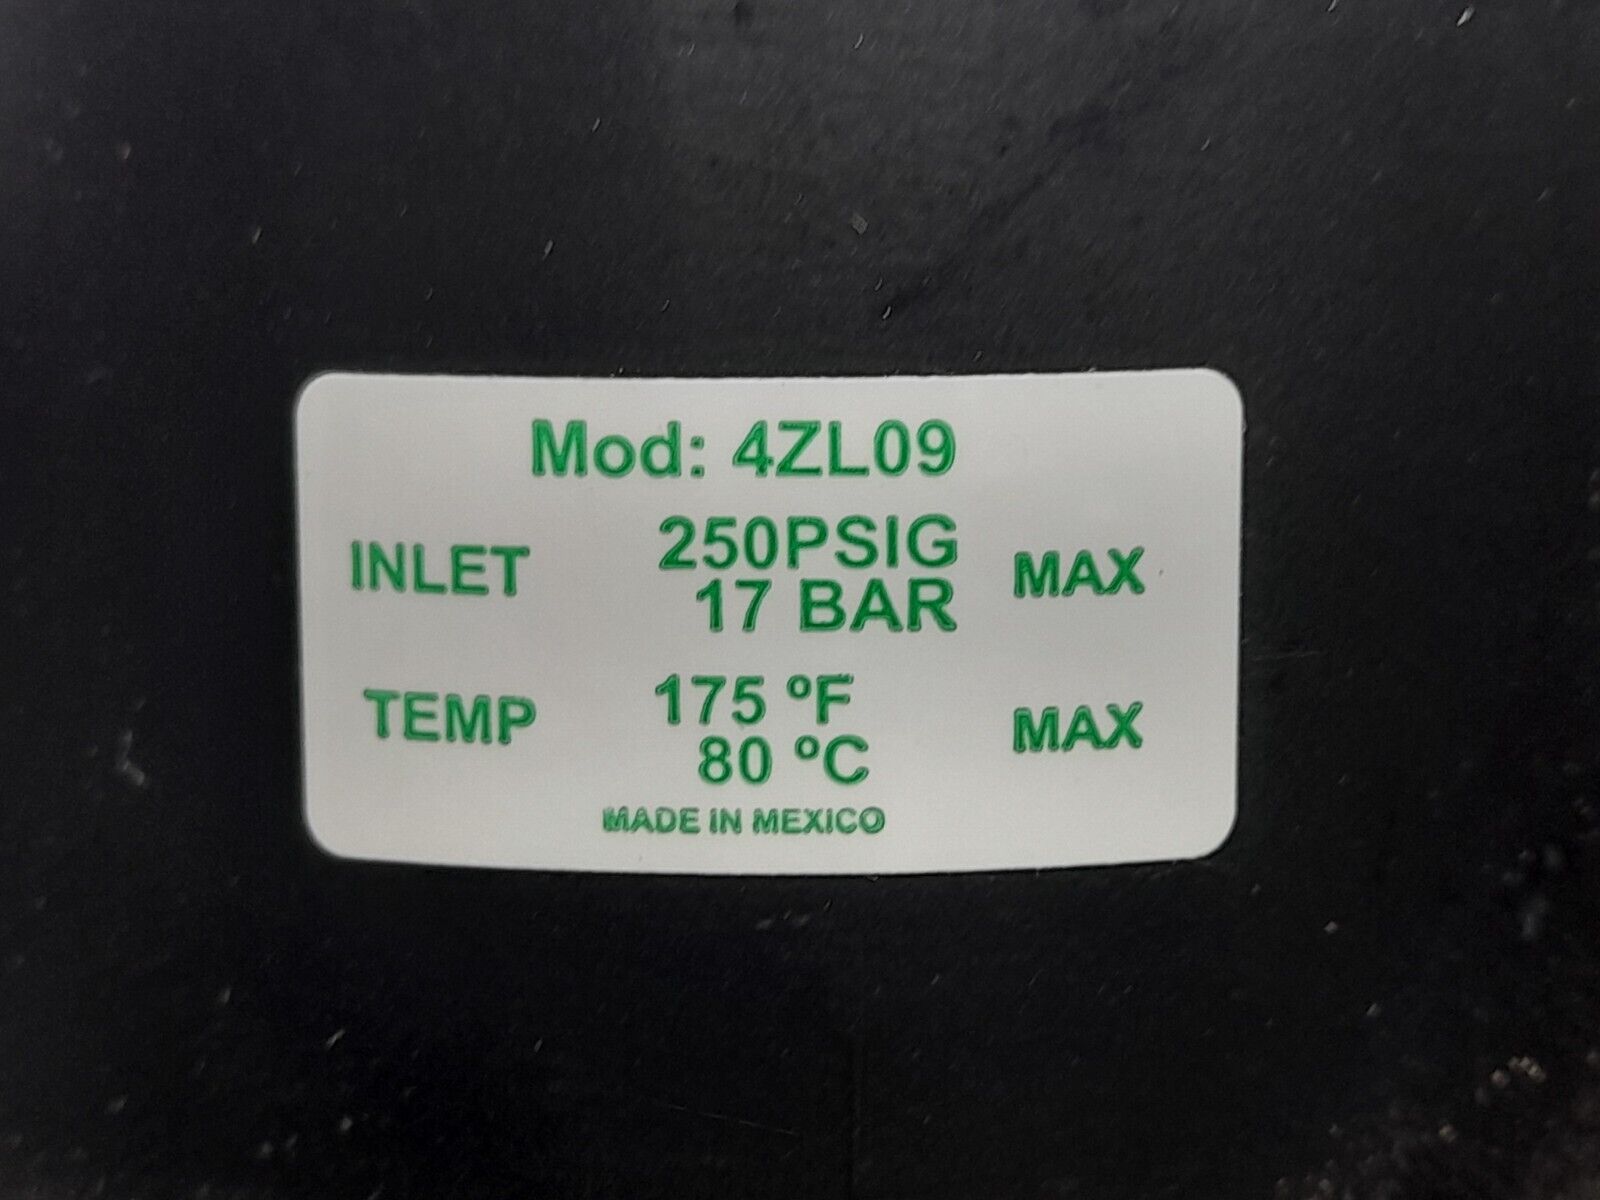 Mod: 4ZL09
INLET 250PSIG MAX
17 BAR
TEMP 175 ºF MAX
80 ºC
MADE IN MEXICO